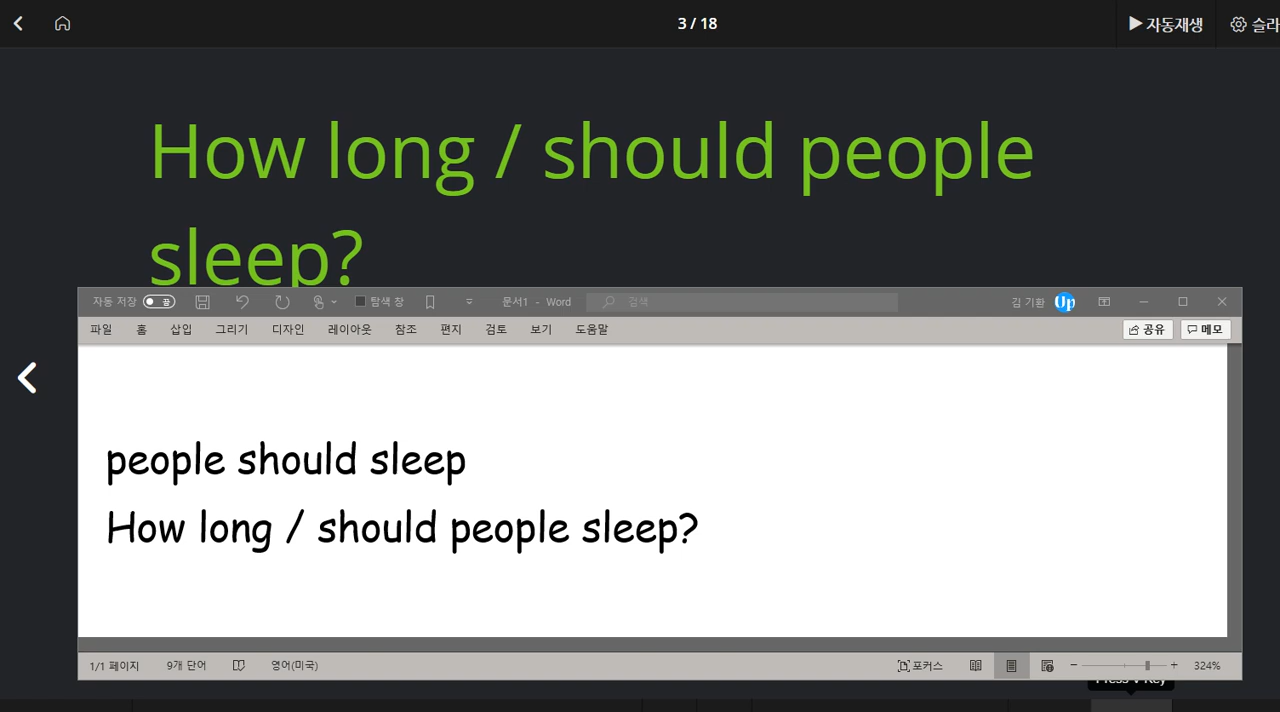 3 / 18
▶ 자동재생
슬라
How long / should people
sleep?
자동 저장 끔
탐색 창
문서1 - Word
검색
김 기환
Up
파일 홈 삽입 그리기 디자인 레이아웃 참조 편지 검토 보기 도움말
공유 메모
people should sleep
How long / should people sleep?
1/1 페이지 9개 단어 영어(미국)
포커스
324%
Press V Key